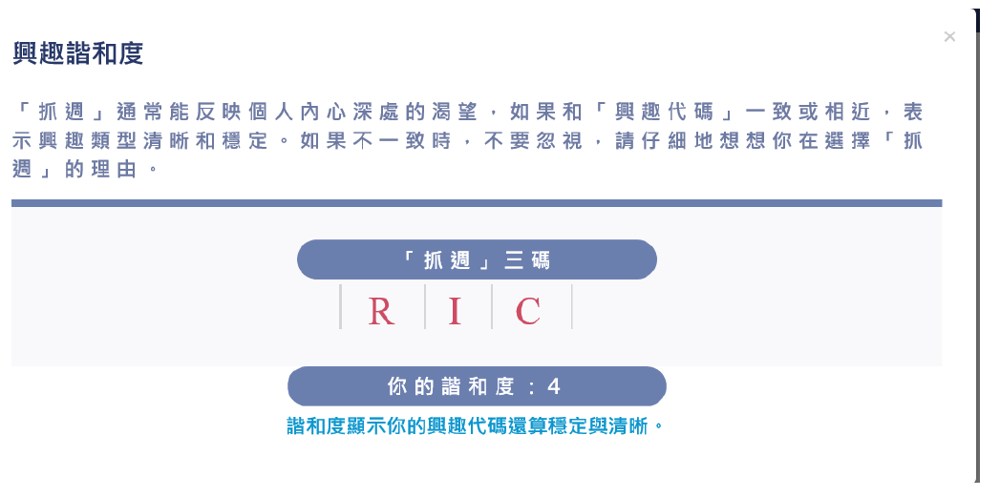 興趣諧和度
「抓週」通常能反映個人內心深處的渴望，如果和「興趣代碼」一致或相近，表
示興趣類型清晰和穩定。如果不一致時，不要忽視，請仔細地想想你在選擇「抓
週」的理由。
「抓週」三碼
R I C
你的諧和度：4
諧和度顯示你的興趣代碼還算穩定與清晰。